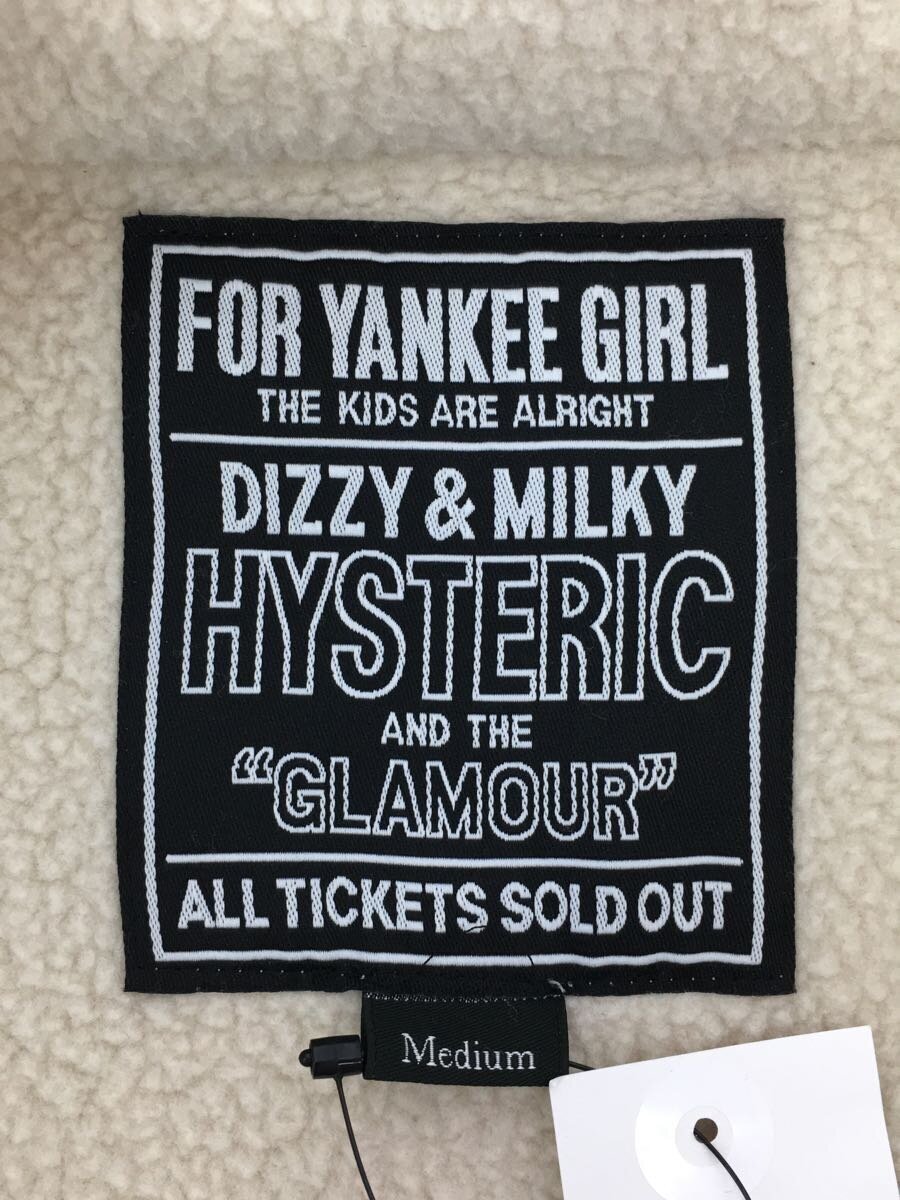 FOR YANKEE GIRL
THE KIDS ARE ALRIGHT
DIZZY & MILKY
HYSTERIC
AND THE
“GLAMOUR”
ALL TICKETS SOLD OUT
Medium